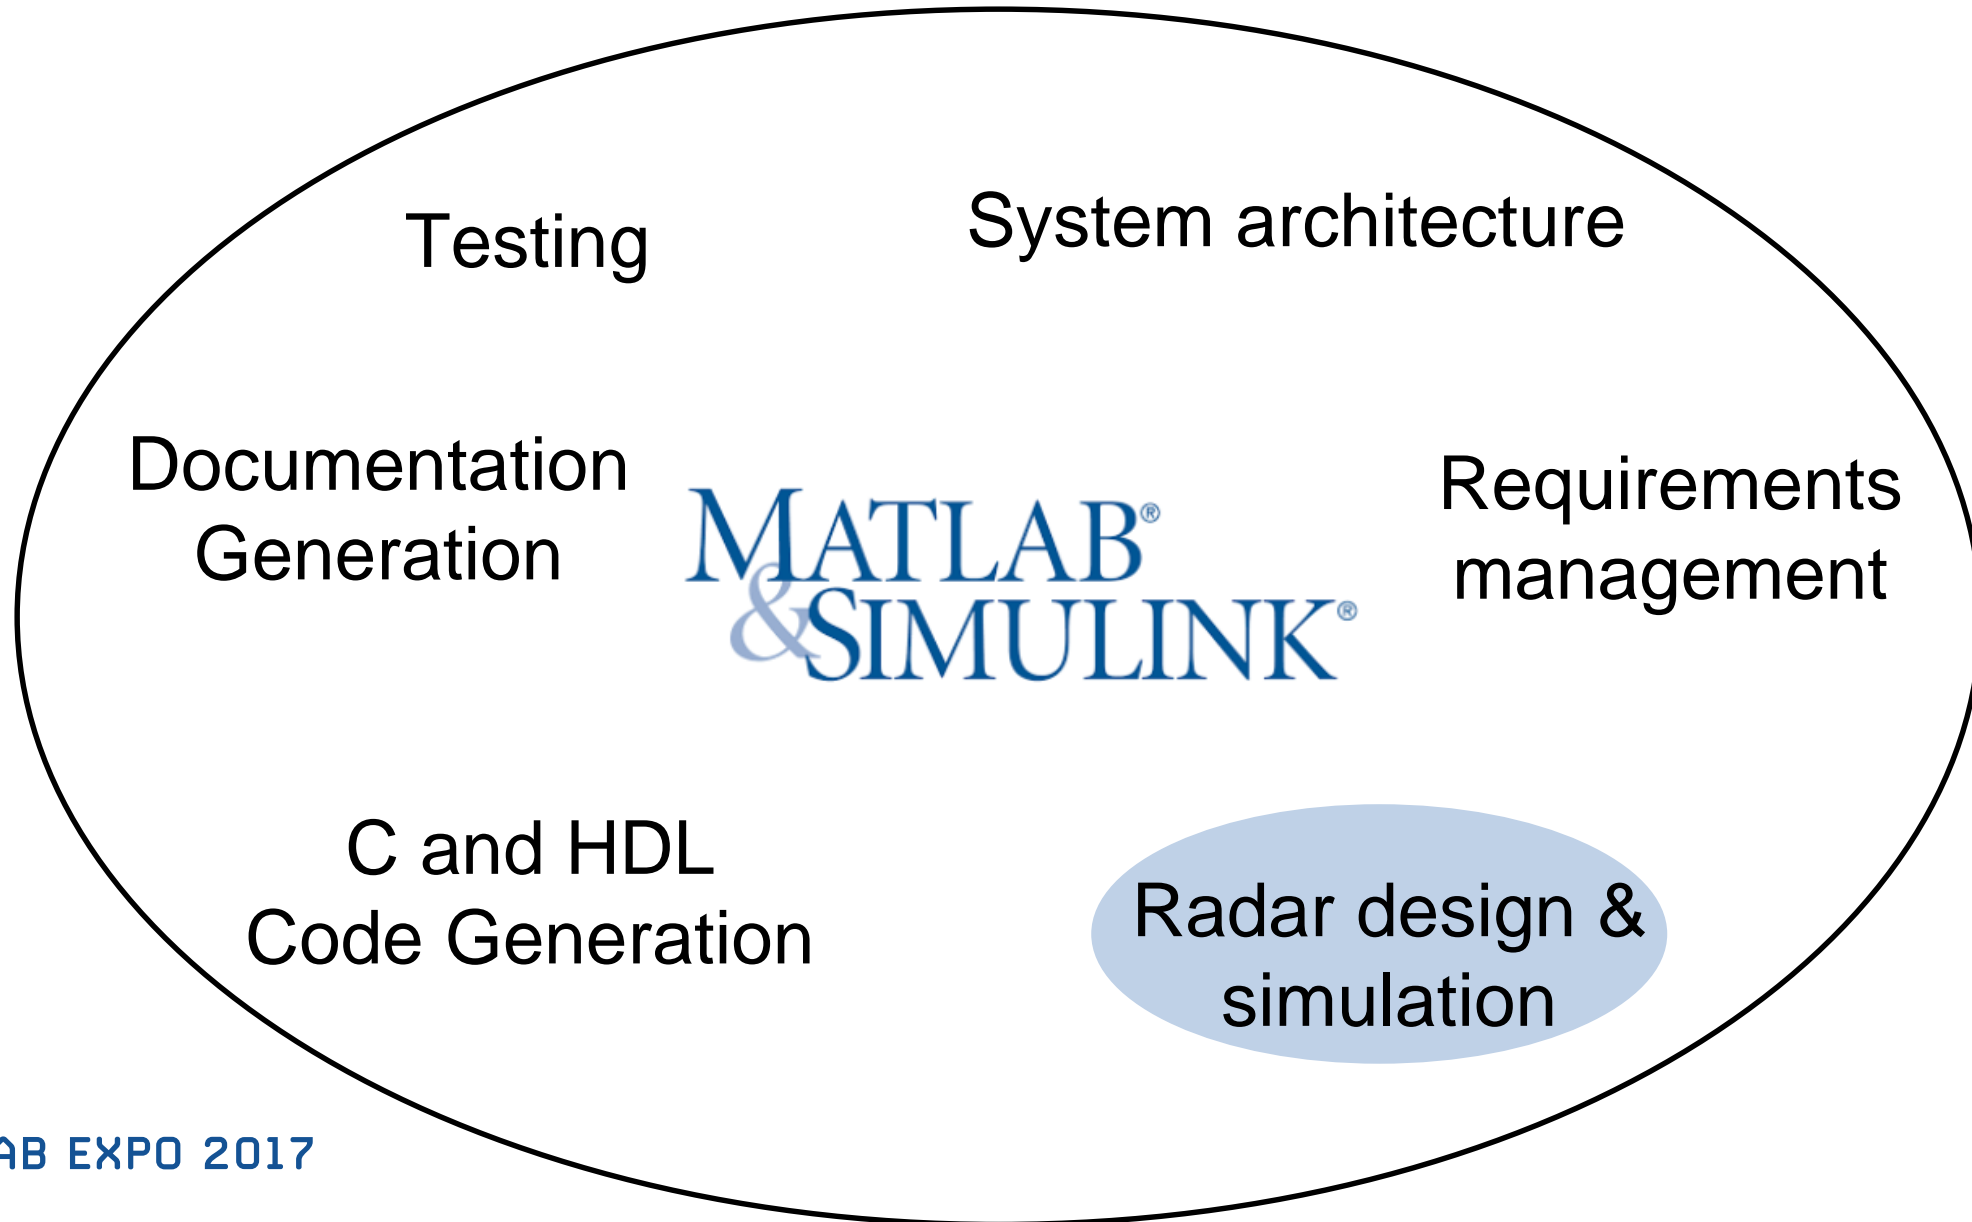 Testing
System architecture
Documentation
Generation
MATLAB®
&SIMULINK®
Requirements
management
C and HDL
Code Generation
Radar design &
simulation
AB EXPO 2017